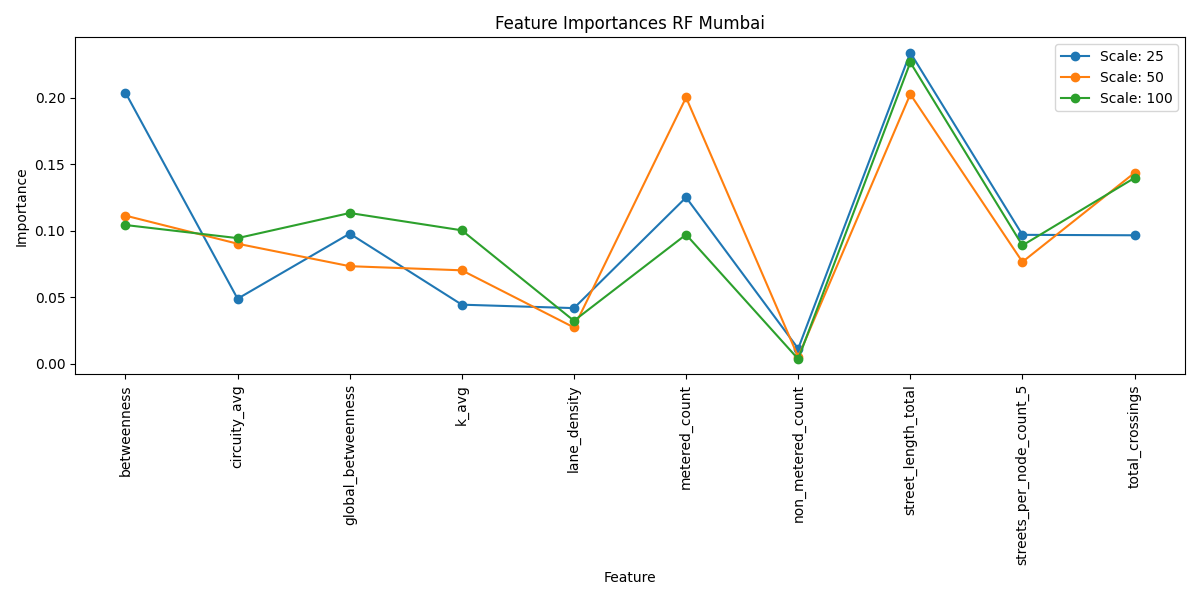 Feature Importances RF Mumbai
Scale: 25
Scale: 50
Scale: 100
Importance
0.20
0.15
0.10
0.05
0.00
betweenness
circuity_avg
global_betweenness
k_avg
lane_density
metered_count
non_metered_count
street_length_total
streets_per_node_count_5
total_crossings
Feature